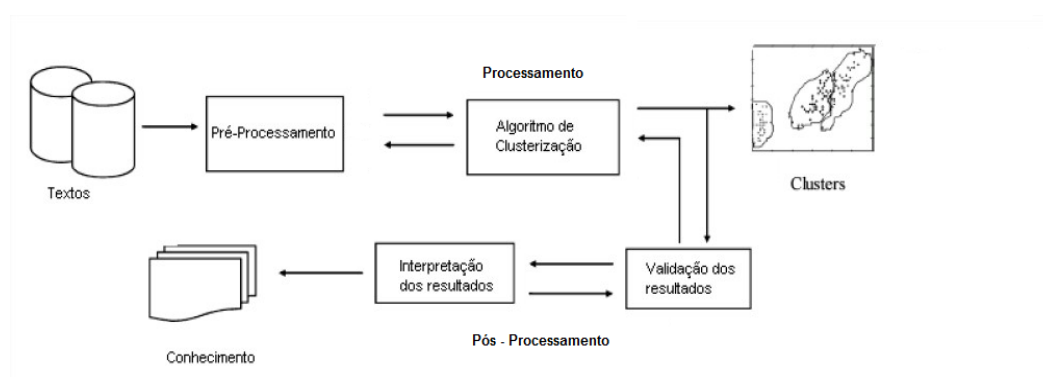 Processamento
Pré-Processamento
Algoritmo de
Clusterização
Textos
Clusters
Interpretação
dos resultados
Validação dos
resultados
Pós - Processamento
Conhecimento